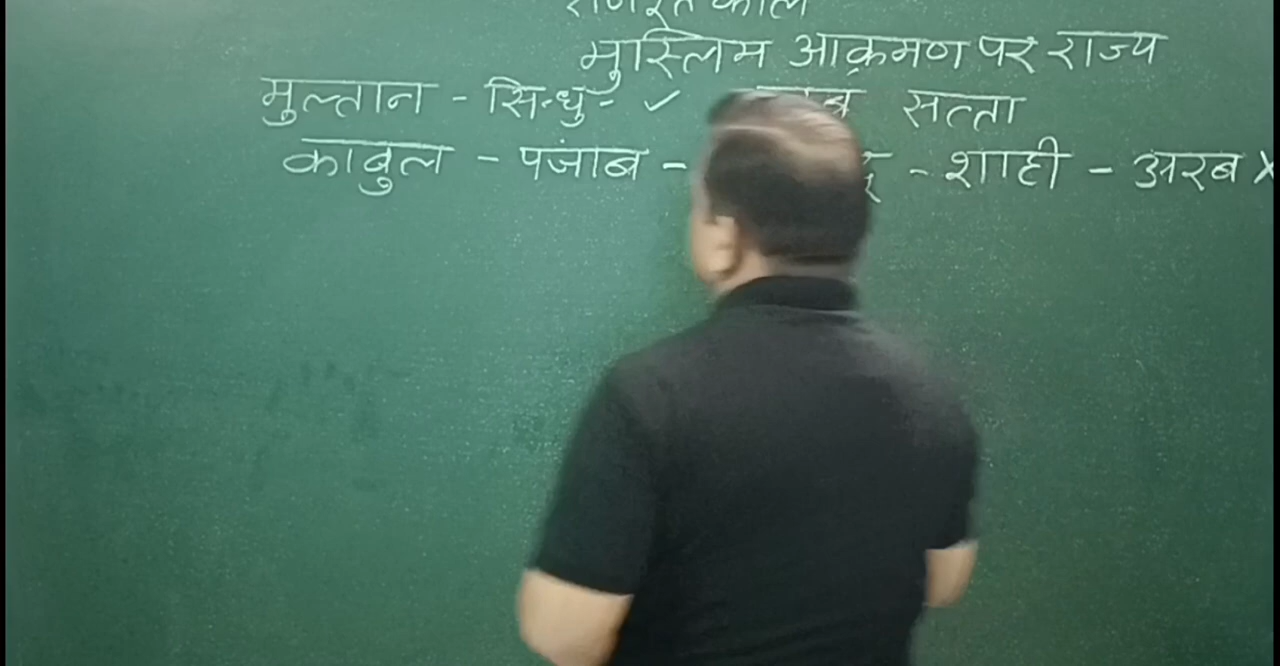 मुस्लिम आक्रमण पर राज्य
मुल्तान - सिन्धु - ✓ सत्ता
काबुल - पंजाब - - शाही - अरब ×